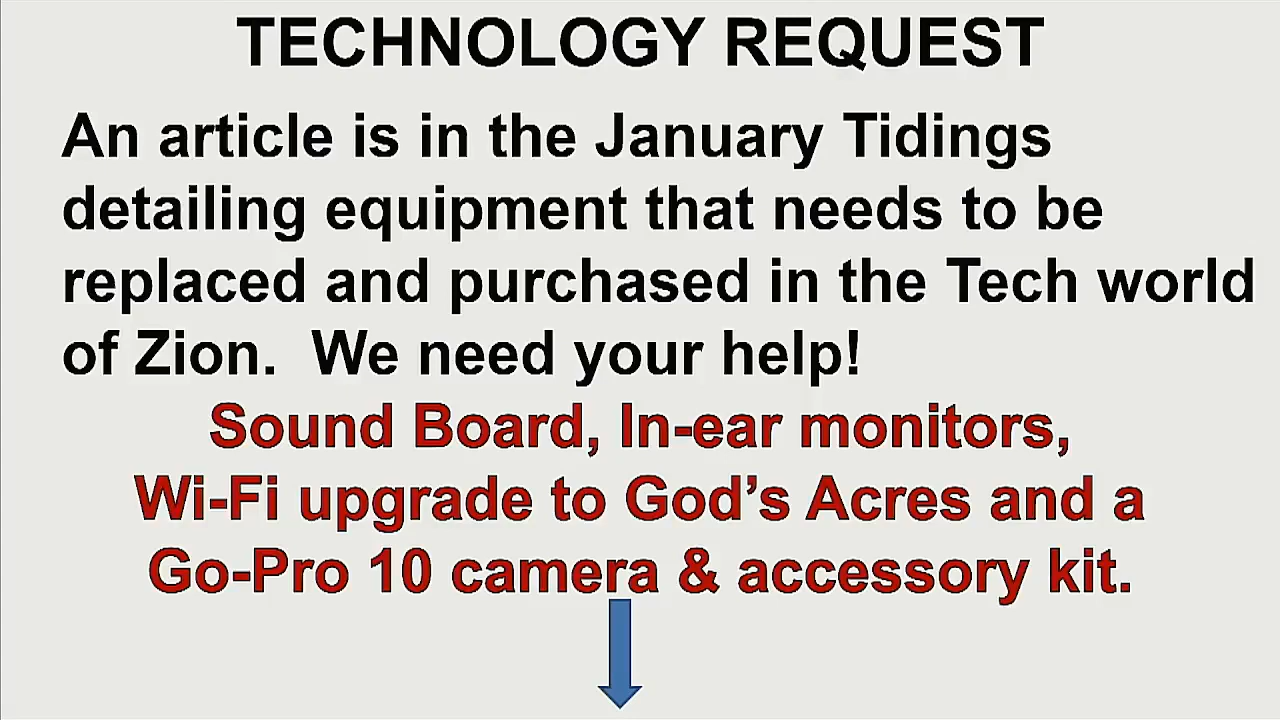 TECHNOLOGY REQUEST
An article is in the January Tidings
detailing equipment that needs to be
replaced and purchased in the Tech world
of Zion.  We need your help!
Sound Board, In-ear monitors,
Wi-Fi upgrade to God’s Acres and a
Go-Pro 10 camera & accessory kit.